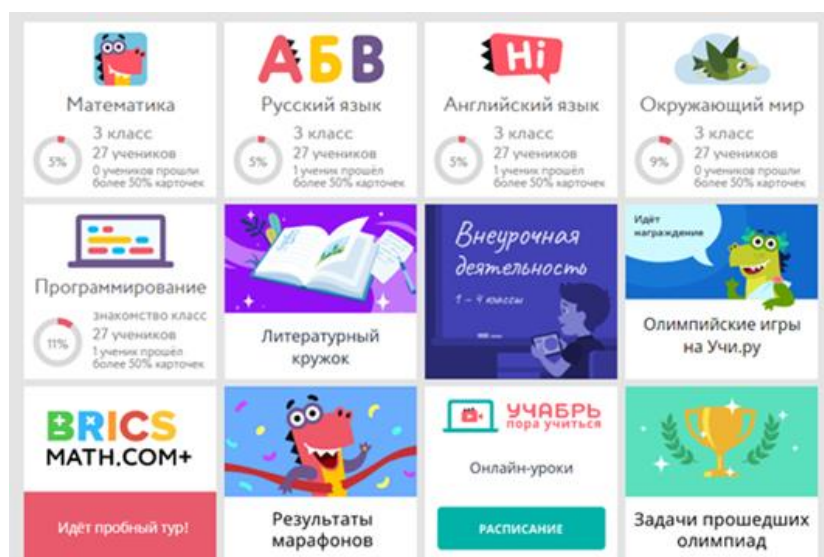 Математика
5%
3 класс
27 учеников
0 учеников прошли
более 50% карточек
АБВ
Русский язык
5%
3 класс
27 учеников
1 ученик прошёл
более 50% карточек
Hi
Английский язык
5%
3 класс
27 учеников
1 ученик прошёл
более 50% карточек
Окружающий мир
9%
3 класс
27 учеников
0 учеников прошли
более 50% карточек
Программирование
11%
знакомство класс
27 учеников
1 ученик прошёл
более 50% карточек
Литературный
кружок
Внеурочная
деятельность
1 – 4 классы
Идёт
награждение
Олимпийские игры
на Учи.ру
BRICS
MATH.COM+
Идёт пробный тур!
Результаты
марафонов
УЧАБРЬ
пора учиться
Онлайн-уроки
РАСПИСАНИЕ
Задачи прошедших
олимпиад